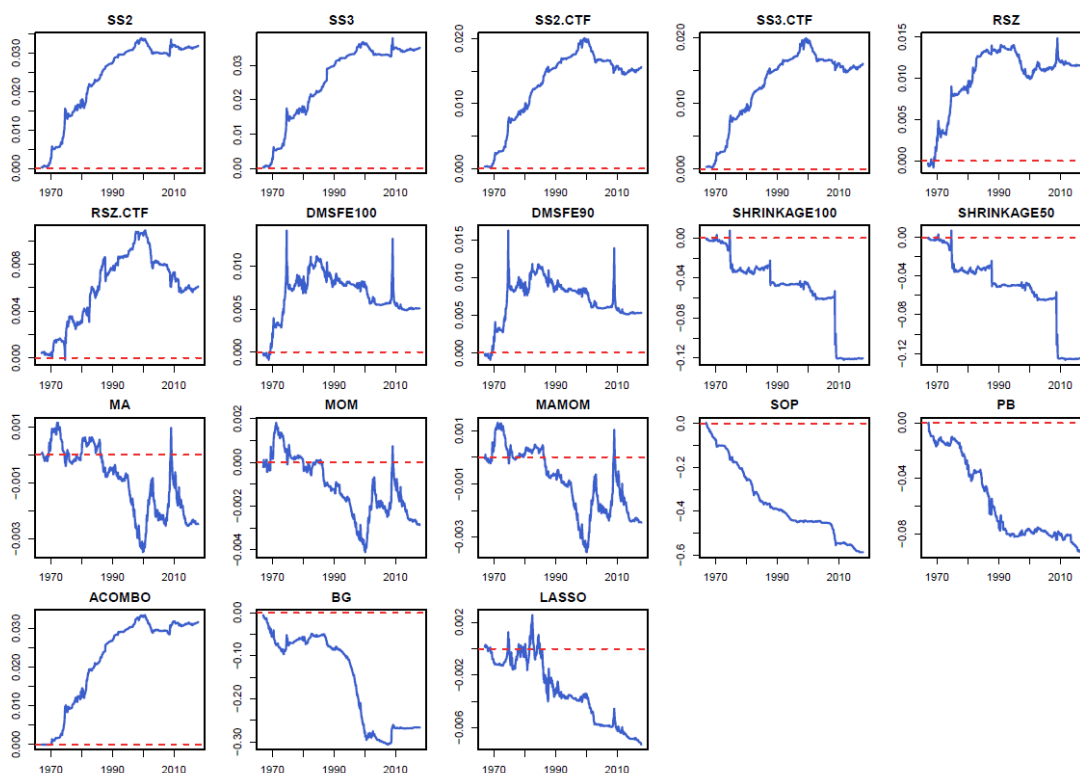 SS2
0.000 0.010 0.020 0.030
1970 1990 2010
SS3
0.00 0.01 0.02 0.03
1970 1990 2010
SS2.CTF
0.000 0.010 0.020
1970 1990 2010
SS3.CTF
0.000 0.010 0.020
1970 1990 2010
RSZ
0.000 0.005 0.010 0.015
1970 1990 2010
RSZ.CTF
0.000 0.004 0.008
1970 1990 2010
DMSFE100
0.000 0.005 0.010
1970 1990 2010
DMSFE90
0.000 0.005 0.010 0.015
1970 1990 2010
SHRINKAGE100
−0.12 −0.08 −0.04 0.00
1970 1990 2010
SHRINKAGE50
−0.12 −0.08 −0.04 0.00
1970 1990 2010
MA
−0.003 −0.001 0.001
1970 1990 2010
MOM
−0.004 −0.002 0.000 0.002
1970 1990 2010
MAMOM
−0.003 −0.001 0.001
1970 1990 2010
SOP
−0.6 −0.4 −0.2 0.0
1970 1990 2010
PB
−0.08 −0.04 0.00
1970 1990 2010
ACOMBO
0.000 0.010 0.020 0.030
1970 1990 2010
BG
−0.30 −0.20 −0.10 0.00
1970 1990 2010
LASSO
−0.006 −0.002 0.002
1970 1990 2010